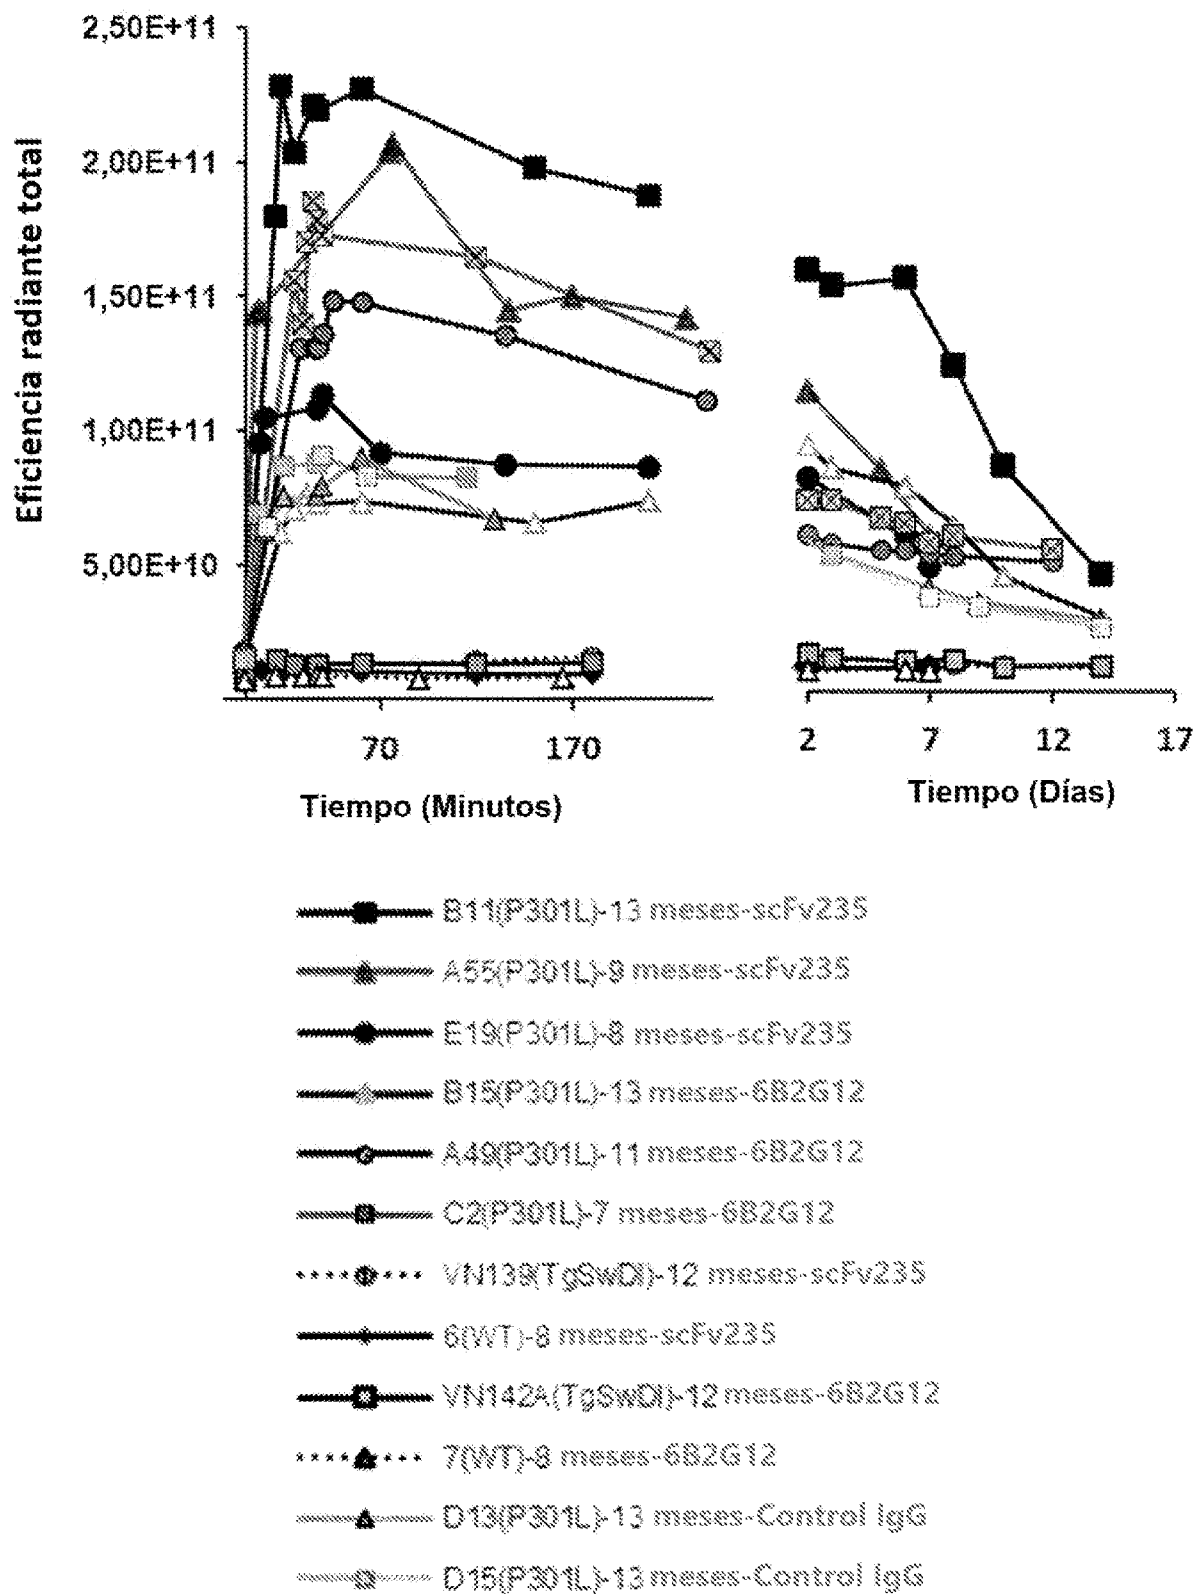 2,50E+11
2,00E+11
1,50E+11
1,00E+11
5,00E+10
Eficiencia radiante total
70 170
Tiempo (Minutos)
2 7 12 17
Tiempo (Días)
B11(P301L)-13 meses-scFv235
A55(P301L)-9 meses-scFv235
E19(P301L)-8 meses-scFv235
B15(P301L)-13 meses-6B2G12
A49(P301L)-11 meses-6B2G12
C2(P301L)-7 meses-6B2G12
VN139(TgSwDI)-12 meses-scFv235
6(WT)-8 meses-scFv235
VN142A(TgSwDI)-12 meses-6B2G12
7(WT)-8 meses-6B2G12
D13(P301L)-13 meses-Control IgG
D15(P301L)-13 meses-Control IgG